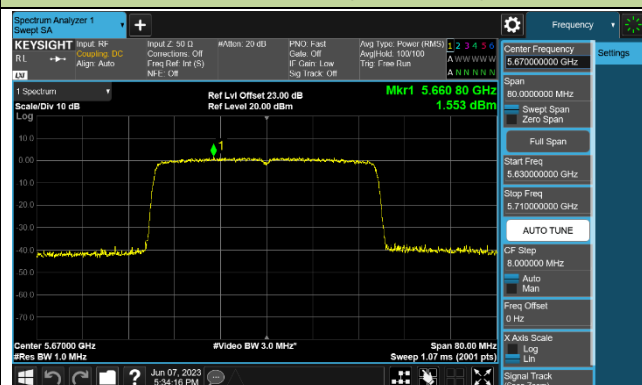 Spectrum Analyzer 1
Swept SA
+
Frequency
KEYSIGHT
Input: RF
Input Z: 50 Ω
#Atten: 20 dB
PNO: Fast
Avg Type: Power (RMS)
1 2 3 4 5 6
RL
Coupling: DC
Corrections: Off
Gate: Off
Avg|Hold: 100/100
A W W W W W
Align: Auto
Freq Ref: Int (S)
IF Gain: Low
Trig: Free Run
NFE: Off
Sig Track: Off
A N N N N N
LXI
1 Spectrum
Ref Lvl Offset 23.00 dB
Mkr1 5.660 80 GHz
Scale/Div 10 dB
Ref Level 20.00 dBm
1.553 dBm
Log
10.0
0.00
-10.0
-20.0
-30.0
-40.0
-50.0
-60.0
-70.0
1
Center 5.67000 GHz
#Video BW 3.0 MHz*
Span 80.00 MHz
#Res BW 1.0 MHz
Sweep 1.07 ms (2001 pts)
Center Frequency
5.670000000 GHz
Settings
Span
80.0000000 MHz
Swept Span
Zero Span
Full Span
Start Freq
5.630000000 GHz
Stop Freq
5.710000000 GHz
AUTO TUNE
CF Step
8.000000 MHz
Auto
Man
Freq Offset
0 Hz
X Axis Scale
Log
Lin
Signal Track
(Span Zoom)
Jun 07, 2023
5:34:16 PM